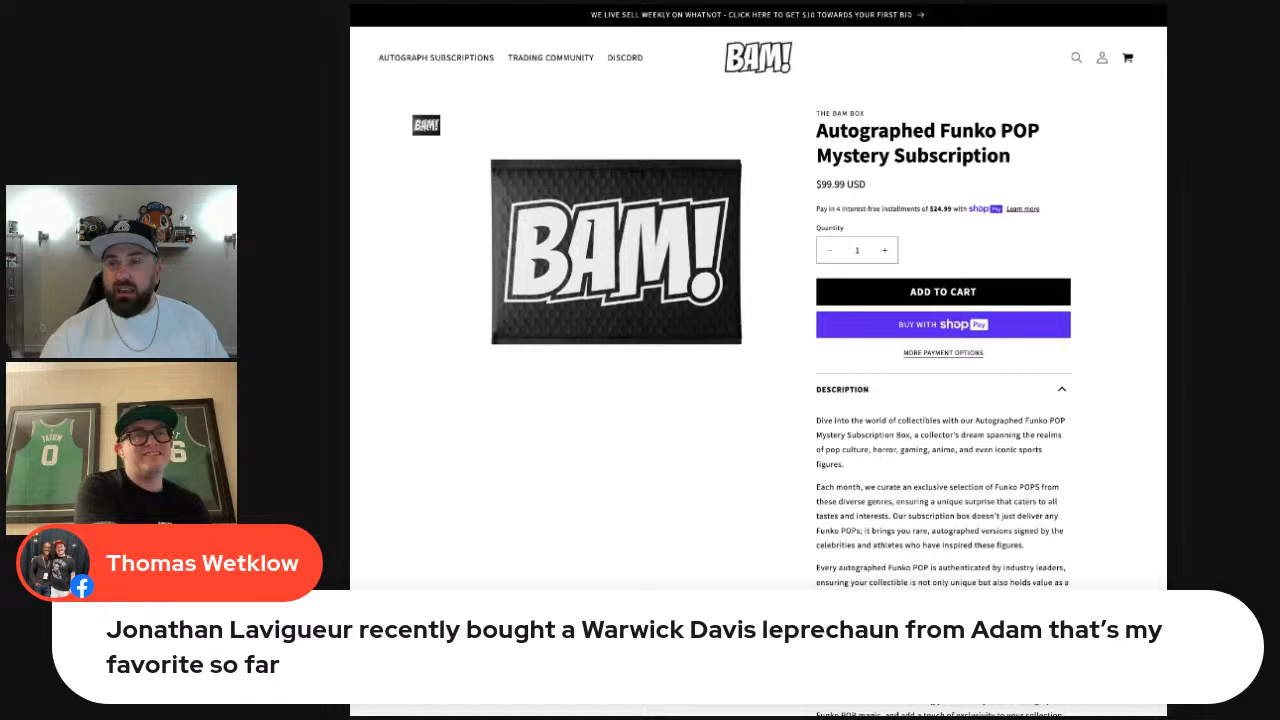 WE LIVE SELL WEEKLY ON WHATNOT - CLICK HERE TO GET $10 TOWARDS YOUR FIRST BID →
AUTOGRAPH SUBSCRIPTIONS
TRADING COMMUNITY
DISCORD
BAM!
BAM!
BAM!
THE BAM BOX
Autographed Funko POP
Mystery Subscription
$99.99 USD
Pay in 4 interest-free installments of $24.99 with shop Pay Learn more
Quantity
− 1 +
ADD TO CART
BUY WITH shop Pay
MORE PAYMENT OPTIONS
DESCRIPTION
Dive into the world of collectibles with our Autographed Funko POP
Mystery Subscription Box, a collector's dream spanning the realms
of pop culture, horror, gaming, anime, and even iconic sports
figures.
Each month, we curate an exclusive selection of Funko POPS from
these diverse genres, ensuring a unique surprise that caters to all
tastes and interests. Our subscription box doesn't just deliver any
Funko POPs; it brings you rare, autographed versions signed by the
celebrities and athletes who have inspired these figures.
Every autographed Funko POP is authenticated by industry leaders,
ensuring your collectible is not only unique but also holds value as a
TATUM
0
6
Thomas Wetklow
Jonathan Lavigueur recently bought a Warwick Davis leprechaun from Adam that's my
favorite so far